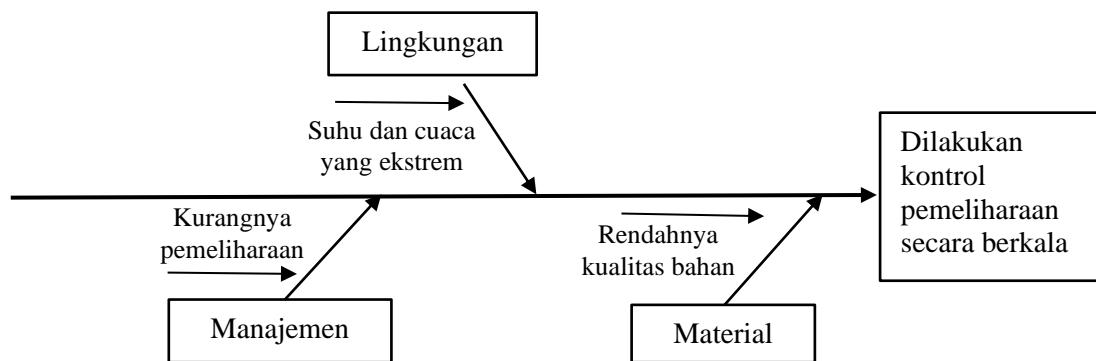 Lingkungan
Suhu dan cuaca
yang ekstrem
Dilakukan
kontrol
pemeliharaan
secara berkala
Kurangnya
pemeliharaan
Rendahnya
kualitas bahan
Manajemen
Material